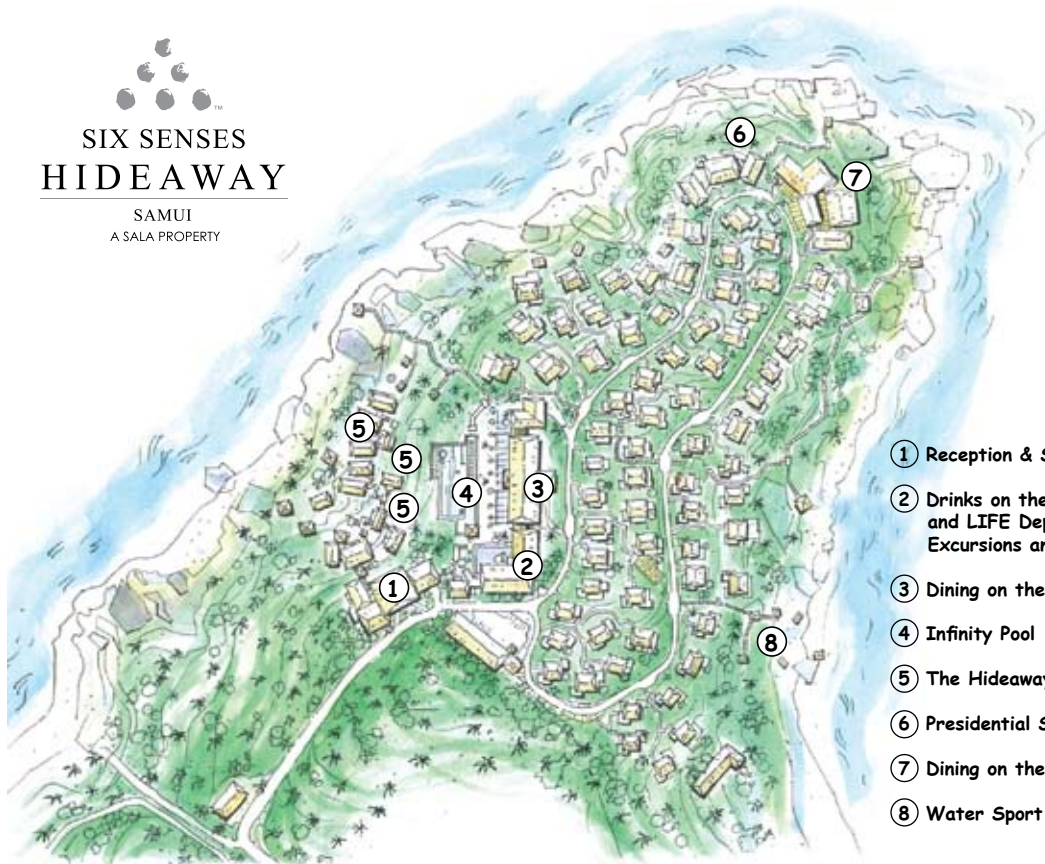 SIX SENSES
HIDEAWAY
SAMUI
A SALA PROPERTY
TM
6
7
5
5
5
4
3
2
1
8
1 Reception & S
2 Drinks on the
and LIFE Dep
Excursions an
3 Dining on the
4 Infinity Pool
5 The Hideaway
6 Presidential S
7 Dining on the
8 Water Sport